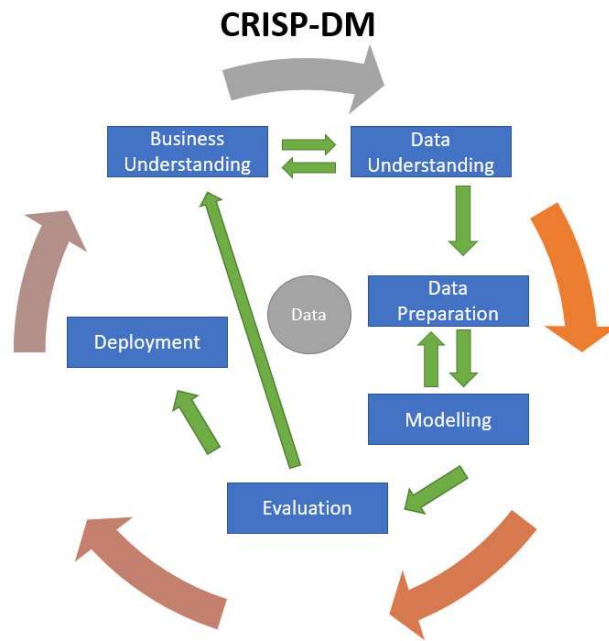 CRISP-DM
Business
Understanding
Data
Understanding
Data
Data
Preparation
Deployment
Modelling
Evaluation